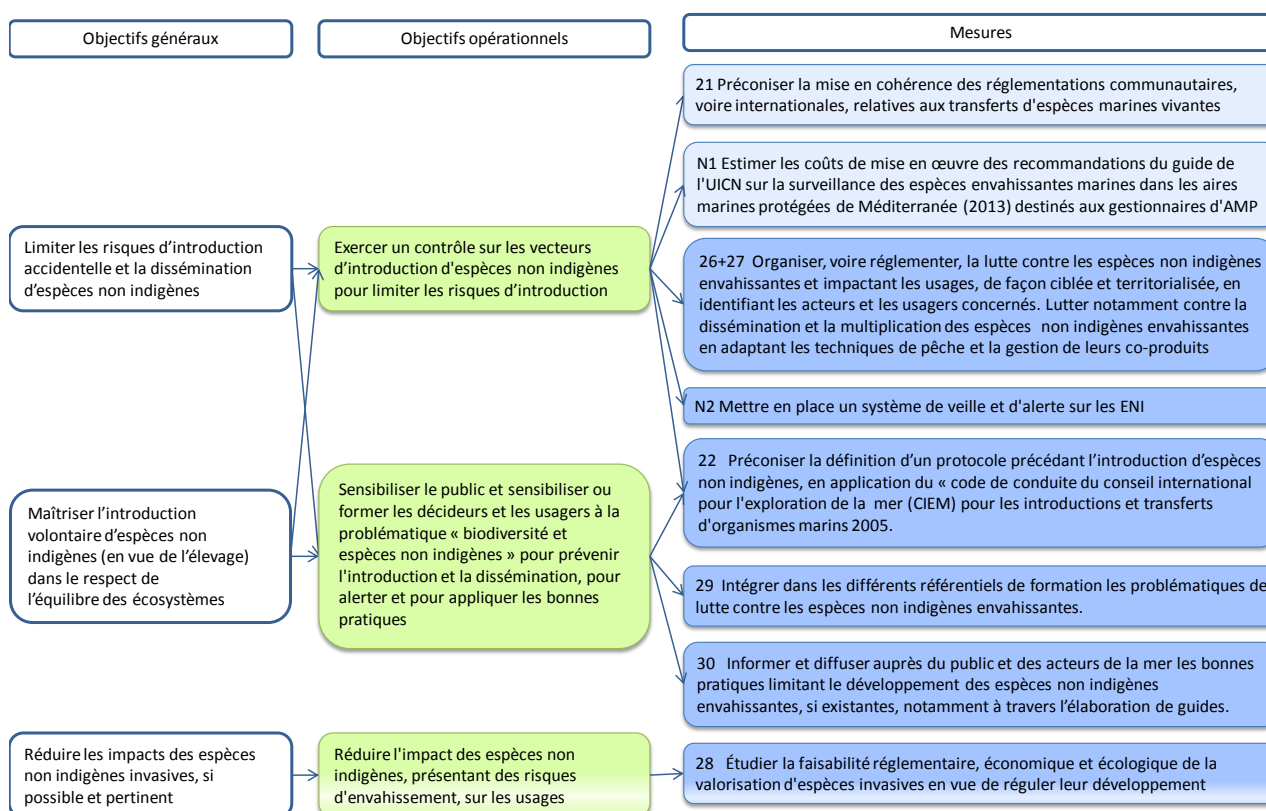 Objectifs généraux
Objectifs opérationnels
Mesures
Limiter les risques d’introduction
accidentelle et la dissémination
d’espèces non indigènes
Maîtriser l’introduction
volontaire d’espèces non
indigènes (en vue de l’élevage)
dans le respect de
l’équilibre des écosystèmes
Réduire les impacts des espèces
non indigènes invasives, si
possible et pertinent
Exercer un contrôle sur les vecteurs
d’introduction d'espèces non indigènes
pour limiter les risques d’introduction
Sensibiliser le public et sensibiliser ou
former les décideurs et les usagers à la
problématique « biodiversité et
espèces non indigènes » pour prévenir
l'introduction et la dissémination, pour
alerter et pour appliquer les bonnes
pratiques
Réduire l'impact des espèces non
indigènes, présentant des risques
d'envahissement, sur les usages
21 Préconiser la mise en cohérence des réglementations communautaires,
voire internationales, relatives aux transferts d'espèces marines vivantes
N1 Estimer les coûts de mise en œuvre des recommandations du guide de
l'UICN sur la surveillance des espèces envahissantes marines dans les aires
marines protégées de Méditerranée (2013) destinés aux gestionnaires d'AMP
26+27 Organiser, voire réglementer, la lutte contre les espèces non indigènes
envahissantes et impactant les usages, de façon ciblée et territorialisée, en
identifiant les acteurs et les usagers concernés. Lutter notamment contre la
dissémination et la multiplication des espèces non indigènes envahissantes
en adaptant les techniques de pêche et la gestion de leurs co-produits
N2 Mettre en place un système de veille et d'alerte sur les ENI
22 Préconiser la définition d’un protocole précédant l’introduction d’espèces
non indigènes, en application du « code de conduite du conseil international
pour l'exploration de la mer (CIEM) pour les introductions et transferts
d'organismes marins 2005.
29 Intégrer dans les différents référentiels de formation les problématiques de
lutte contre les espèces non indigènes envahissantes.
30 Informer et diffuser auprès du public et des acteurs de la mer les bonnes
pratiques limitant le développement des espèces non indigènes
envahissantes, si existantes, notamment à travers l’élaboration de guides.
28 Étudier la faisabilité réglementaire, économique et écologique de la
valorisation d'espèces invasives en vue de réguler leur développement